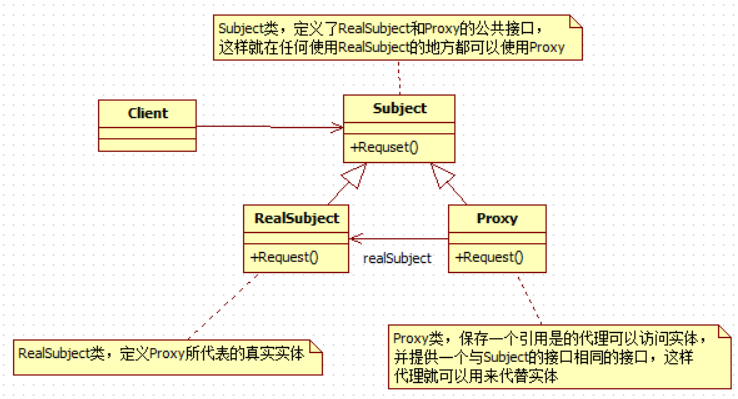 Subject类，定义了RealSubject和Proxy的公共接口，
这样就在任何使用RealSubject的地方都可以使用Proxy
Client
Subject
+Requset()
RealSubject
+Request()
realSubject
Proxy
+Request()
RealSubject类，定义Proxy所代表的真实实体
Proxy类，保存一个引用是的代理可以访问实体，
并提供一个与Subject的接口相同的接口，这样
代理就可以用来代替实体